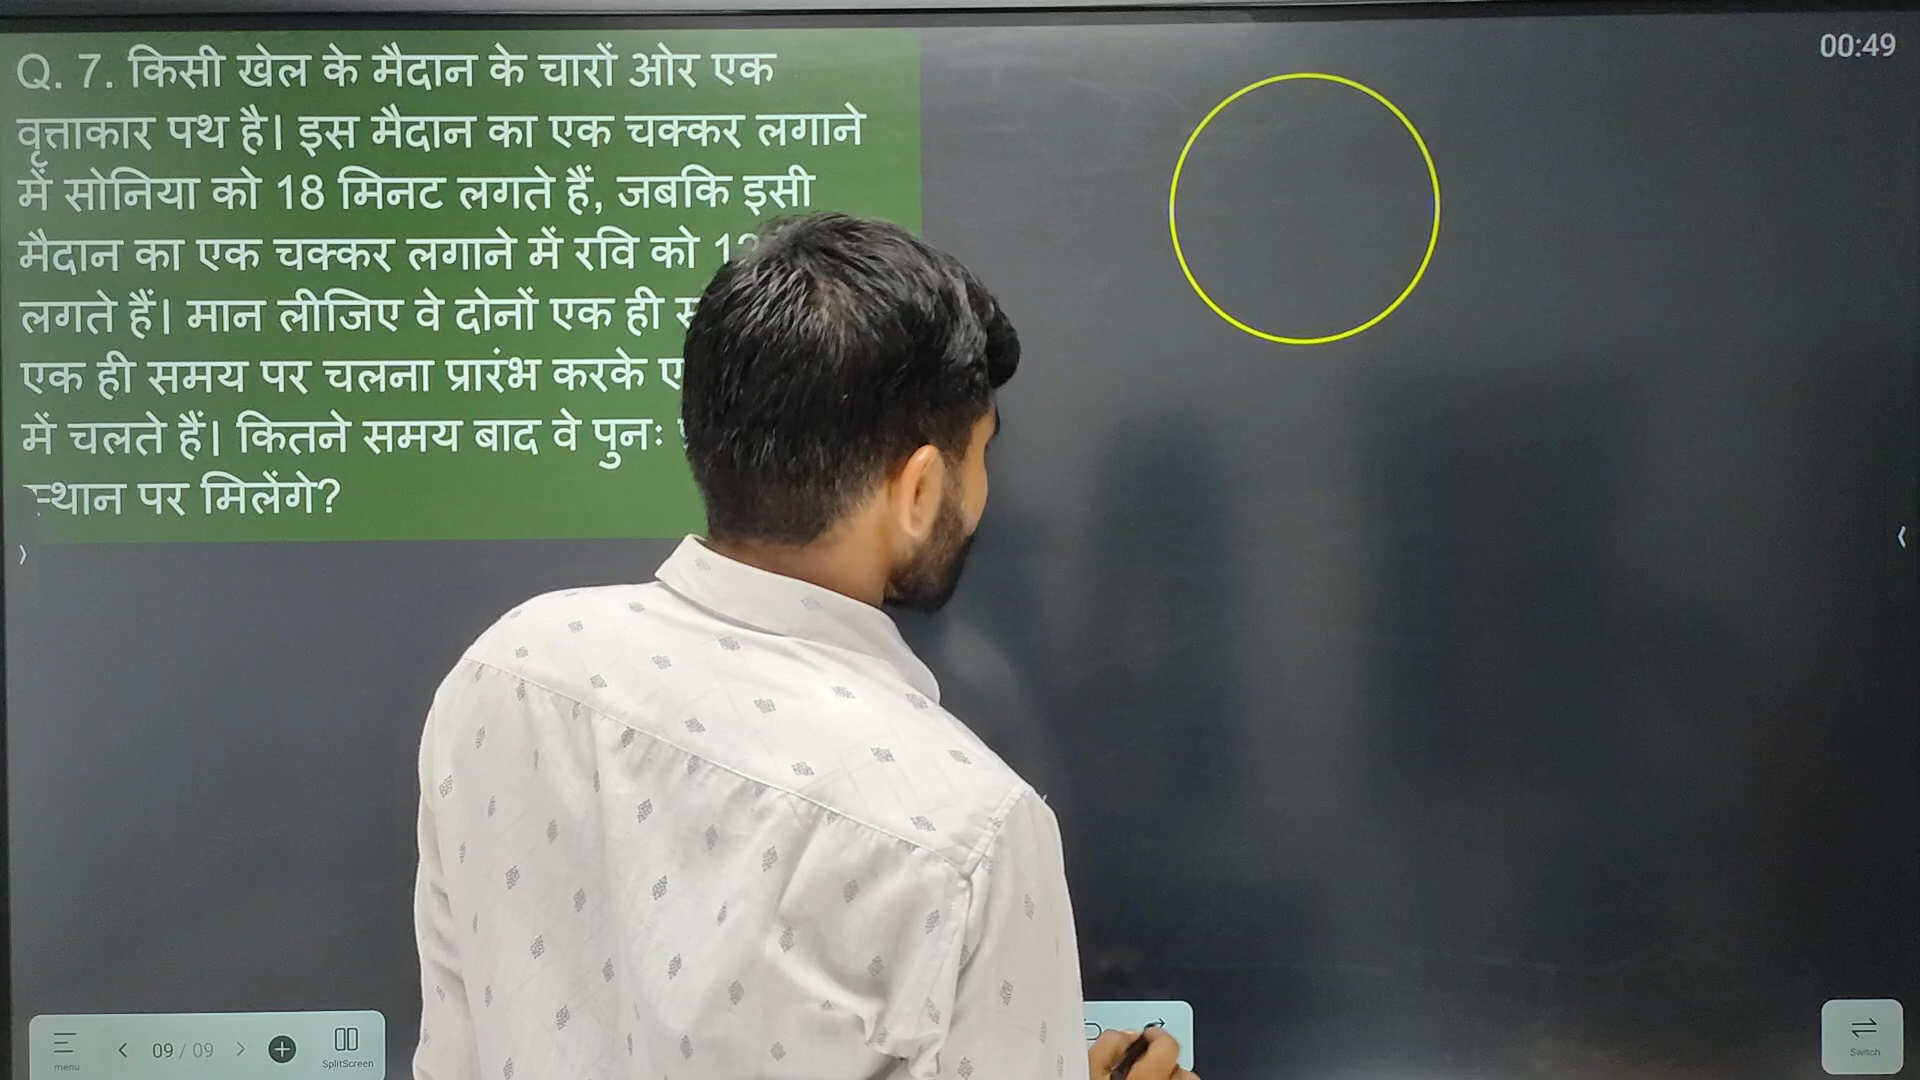 Q. 7. किसी खेल के मैदान के चारों ओर एक
वृत्ताकार पथ है। इस मैदान का एक चक्कर लगाने
में सोनिया को 18 मिनट लगते हैं, जबकि इसी
मैदान का एक चक्कर लगाने में रवि को
लगते हैं। मान लीजिए वे दोनों एक ही
एक ही समय पर चलना प्रारंभ करके
में चलते हैं। कितने समय बाद वे पुनः
स्थान पर मिलेंगे?
00:49
menu
09 / 09
SplitScreen
Switch